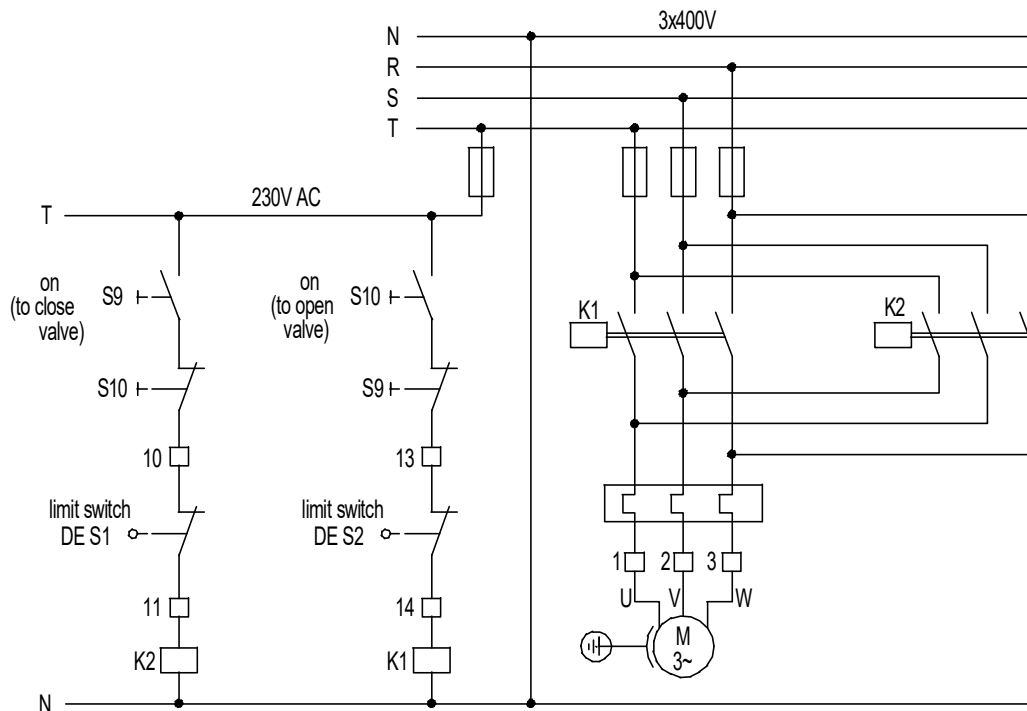 3x400V
N
R
S
T
230V AC
T
on
(to close
valve)
S9
on
(to open
valve)
S10
K1
K2
S10
S9
10
13
limit switch
DE S1
limit switch
DE S2
1
2
3
11
14
U
V
W
M
3~
K2
K1
N